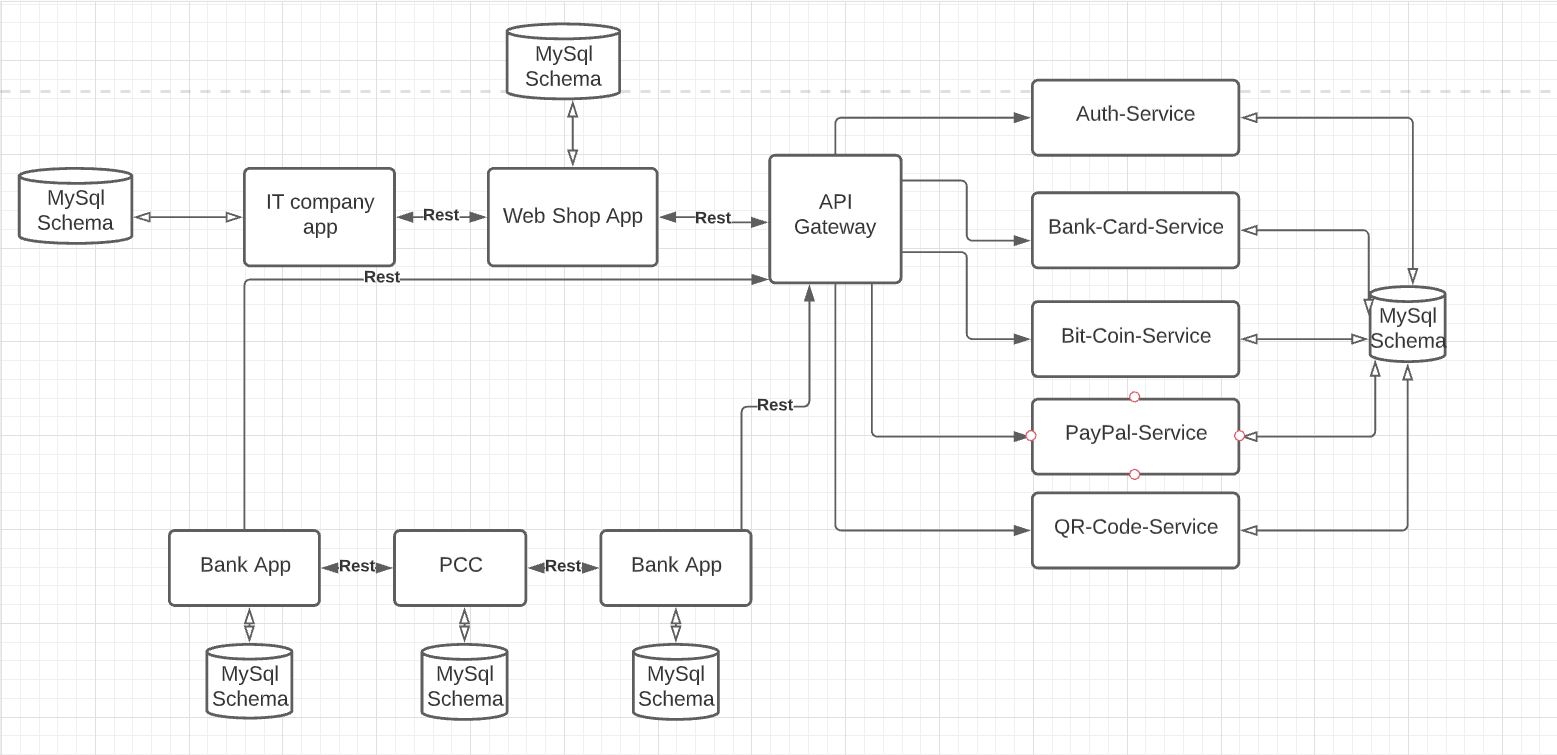 MySql
Schema
Auth-Service
MySql
Schema
IT company
app
Rest
Web Shop App
Rest
API
Gateway
Bank-Card-Service
Rest
Bit-Coin-Service
MySql
Schema
Rest
PayPal-Service
QR-Code-Service
Bank App
Rest
PCC
Rest
Bank App
MySql
Schema
MySql
Schema
MySql
Schema